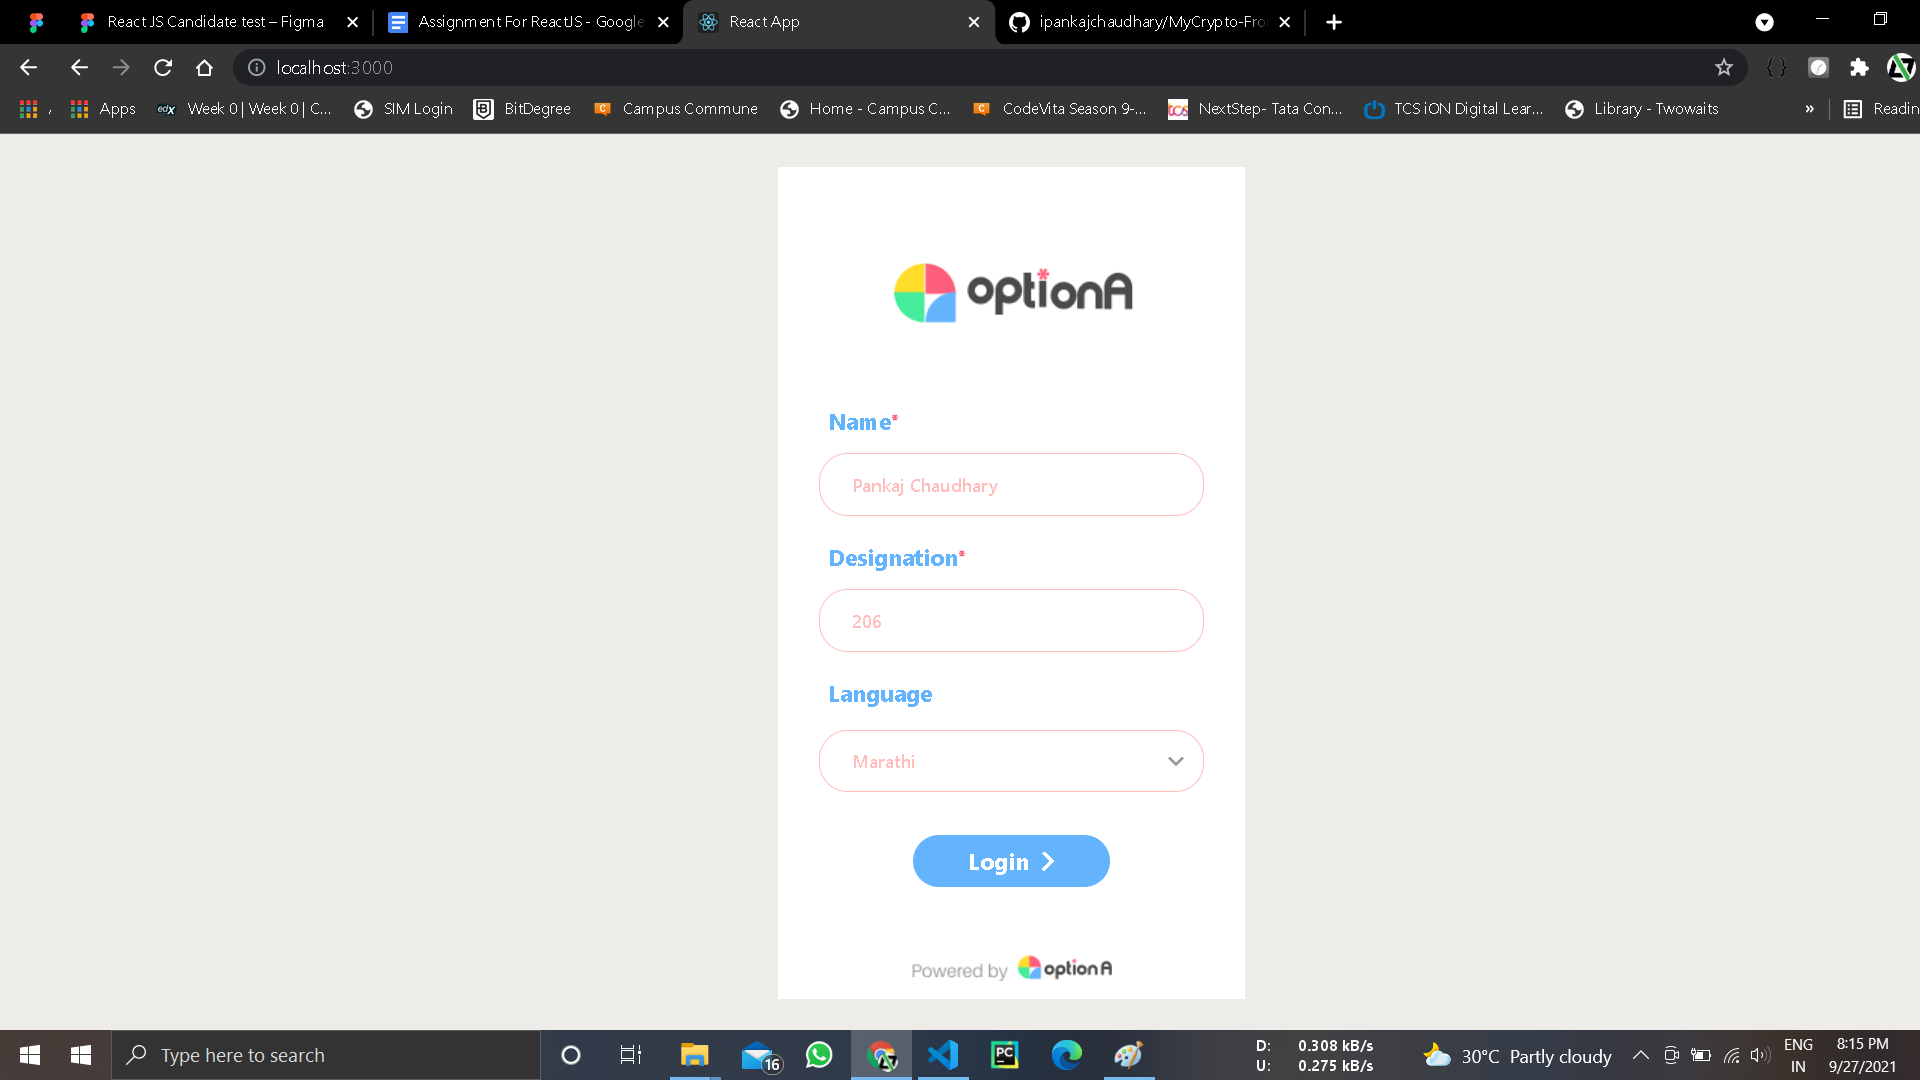 React JS Candidate test – Figma
Assignment For ReactJS - Google
React App
ipankajchaudhary/MyCrypto-Fro
localhost:3000
Apps
edX
Week 0 | Week 0 | C...
SIM Login
BitDegree
Campus Commune
Home - Campus C...
CodeVita Season 9-...
NextStep- Tata Con...
TCS iON Digital Lear...
Library - Twowaits
»
Readin
optionA
Name*
Pankaj Chaudhary
Designation*
206
Language
Marathi
Login
Powered by optionA
Type here to search
16
PC
D: 0.308 kB/s
U: 0.275 kB/s
30°C Partly cloudy
ENG
IN
8:15 PM
9/27/2021